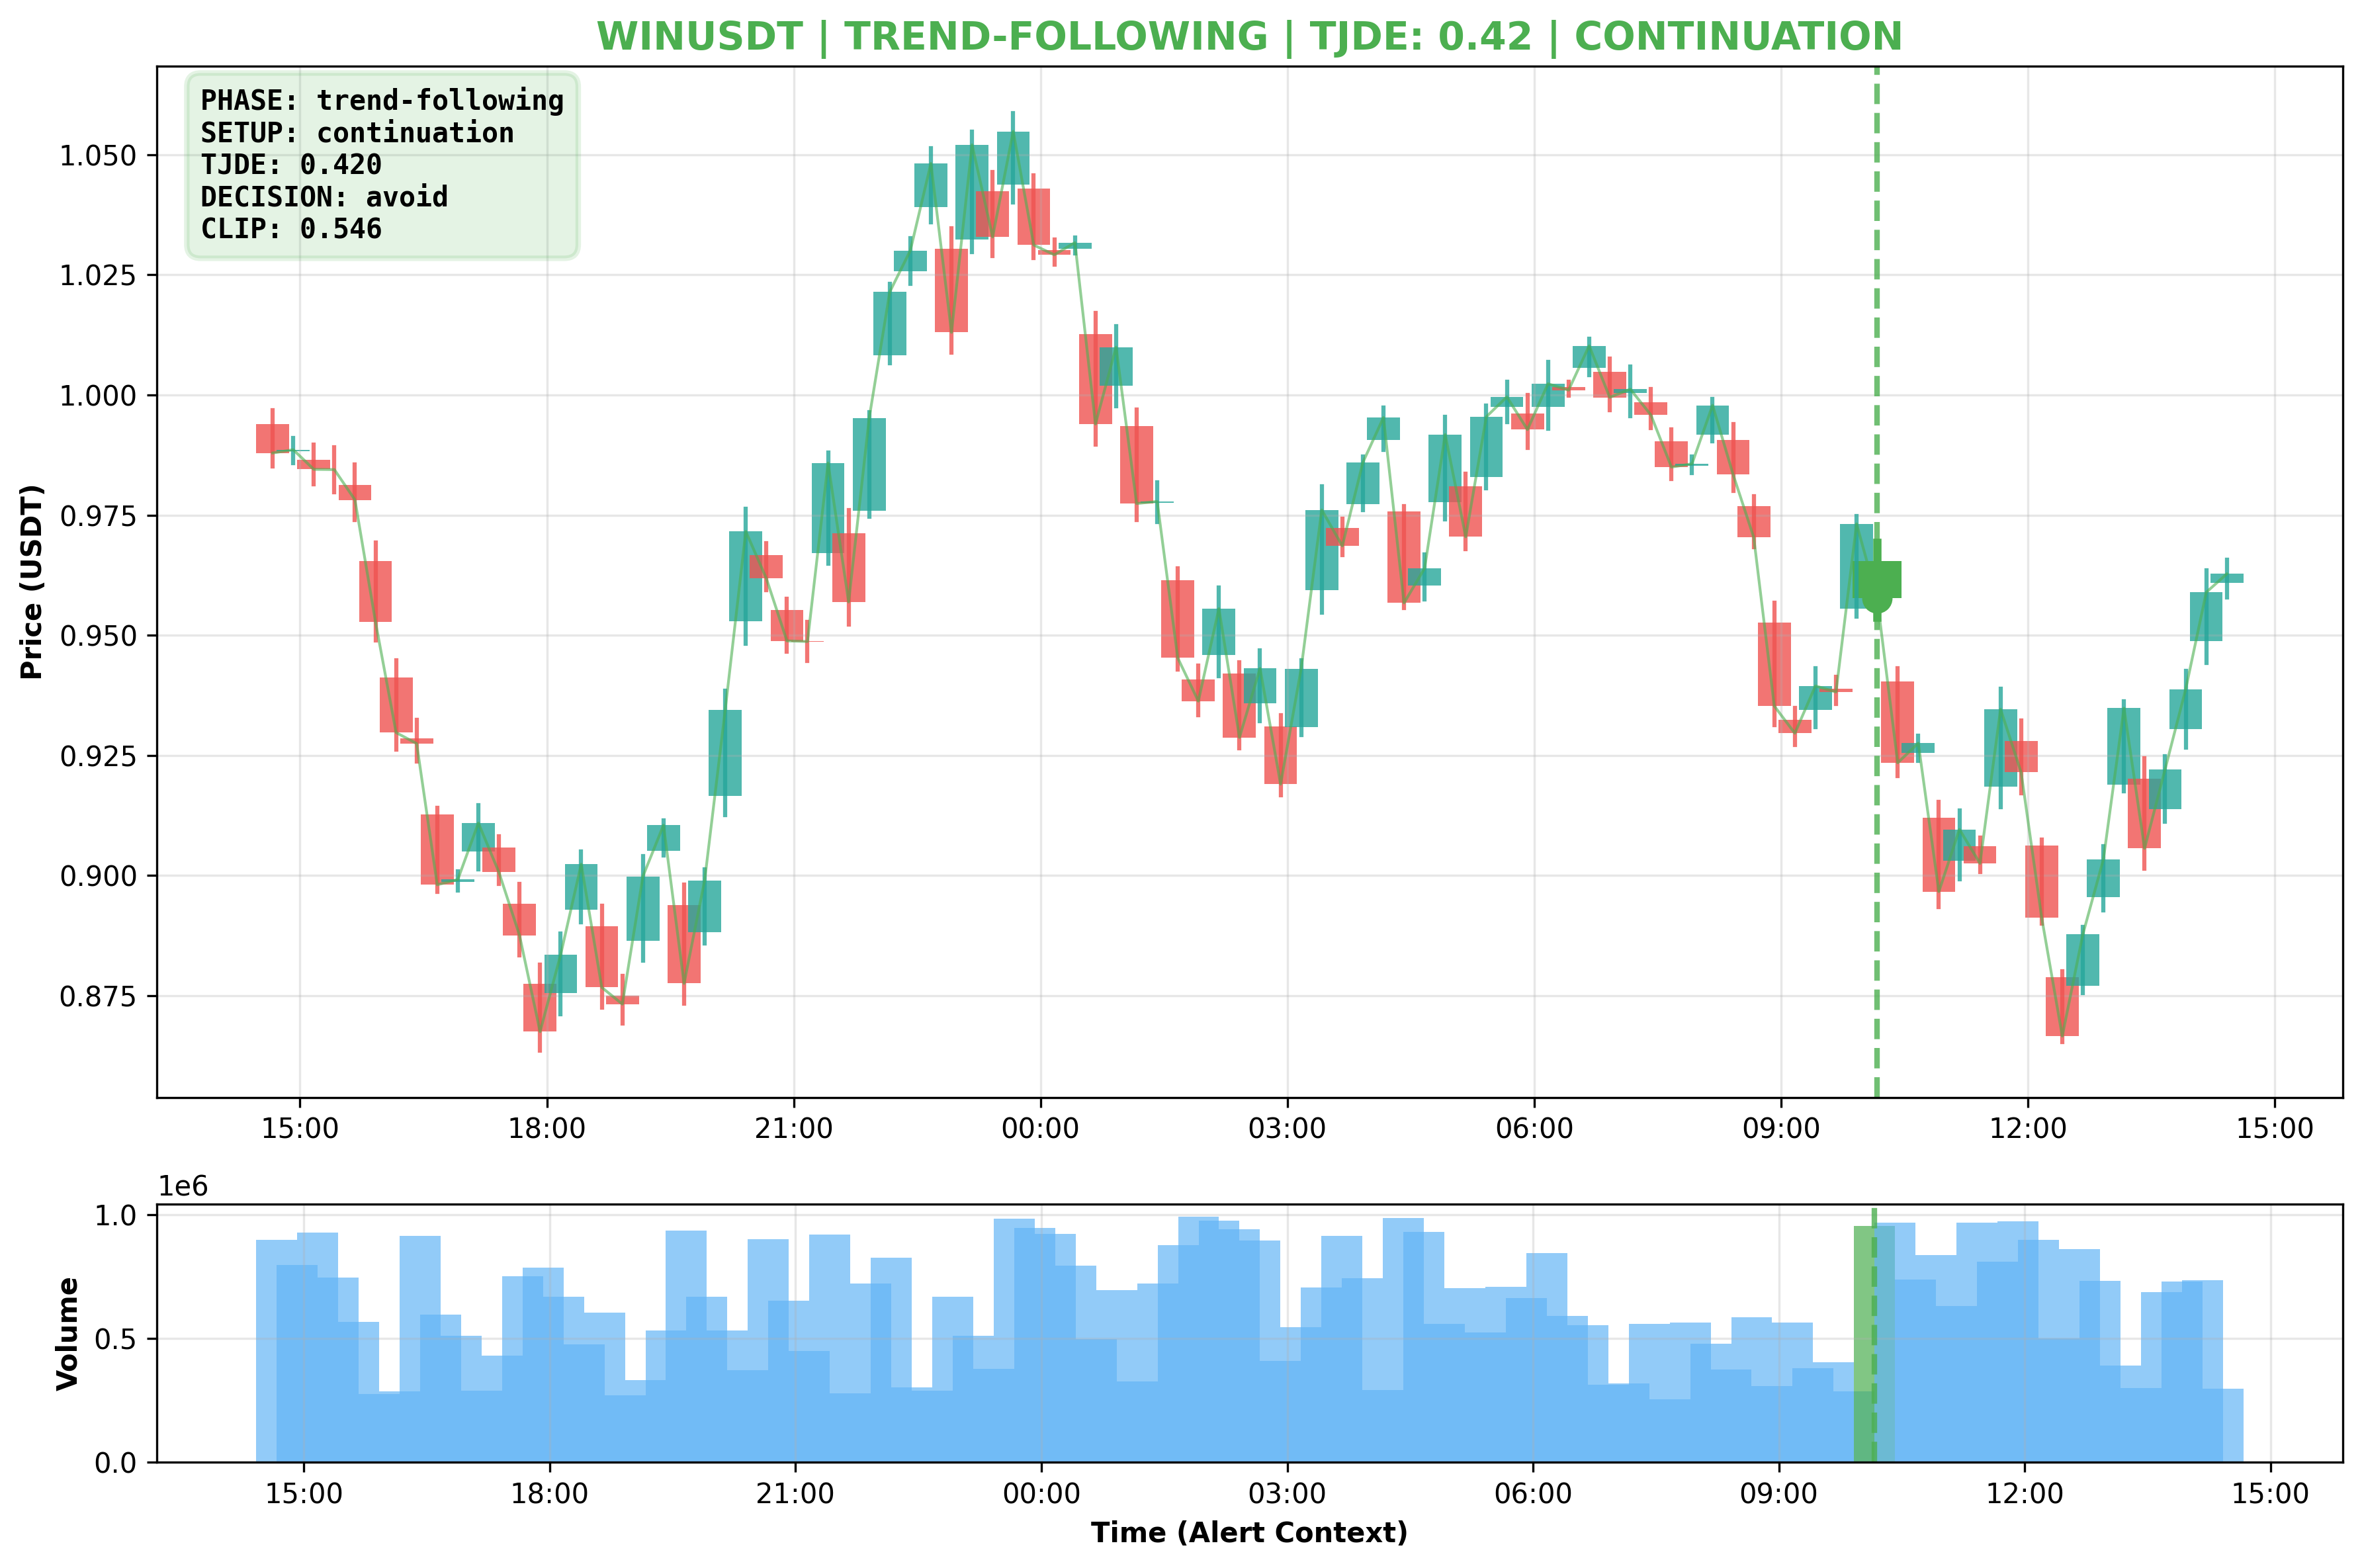 WINUSDT | TREND-FOLLOWING | TJDE: 0.42 | CONTINUATION
PHASE: trend-following
SETUP: continuation
TJDE: 0.420
DECISION: avoid
CLIP: 0.546
Price (USDT)
1.050
1.025
1.000
0.975
0.950
0.925
0.900
0.875
15:00 18:00 21:00 00:00 03:00 06:00 09:00 12:00 15:00
1e6
Volume
1.0
0.5
0.0
15:00 18:00 21:00 00:00 03:00 06:00 09:00 12:00 15:00
Time (Alert Context)